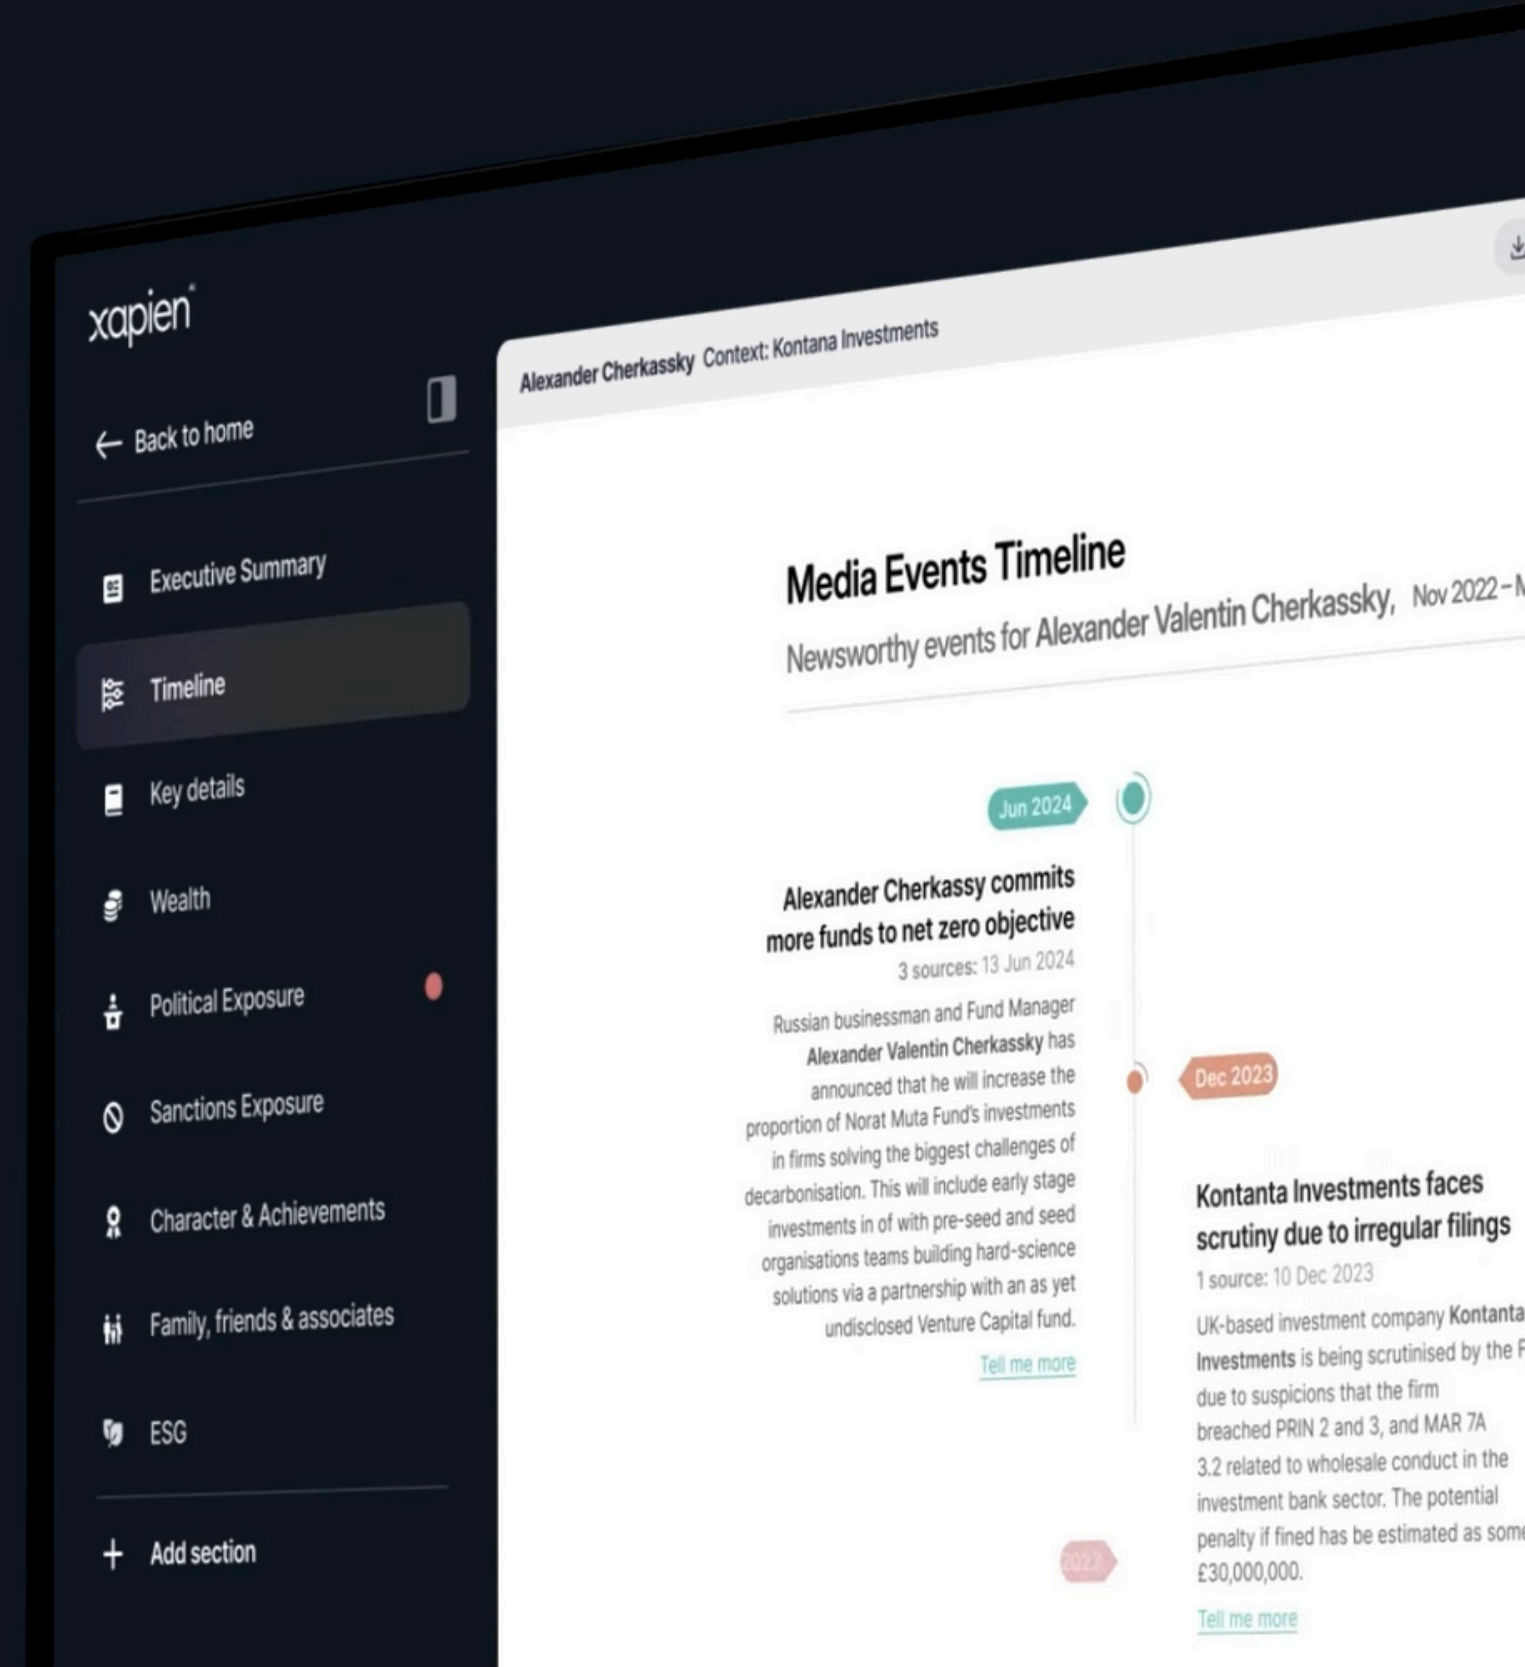 xapien
Back to home
Executive Summary
Timeline
Key details
Wealth
Political Exposure
Sanctions Exposure
Character & Achievements
Family, friends & associates
ESG
Add section
Alexander Cherkassky Context: Kontana Investments
Media Events Timeline
Newsworthy events for Alexander Valentin Cherkassky, Nov 2022 –
Jun 2024
Alexander Cherkassy commits
more funds to net zero objective
3 sources: 13 Jun 2024
Russian businessman and Fund Manager
Alexander Valentin Cherkassky has
announced that he will increase the
proportion of Norat Muta Fund's investments
in firms solving the biggest challenges of
decarbonisation. This will include early stage
investments in of with pre-seed and seed
organisations teams building hard-science
solutions via a partnership with an as yet
undisclosed Venture Capital fund.
Tell me more
Dec 2023
Kontanta Investments faces
scrutiny due to irregular filings
1 source: 10 Dec 2023
UK-based investment company Kontanta
Investments is being scrutinised by the
due to suspicions that the firm
breached PRIN 2 and 3, and MAR 7A
3.2 related to wholesale conduct in the
investment bank sector. The potential
penalty if fined has be estimated as some
£30,000,000.
Tell me more
2023